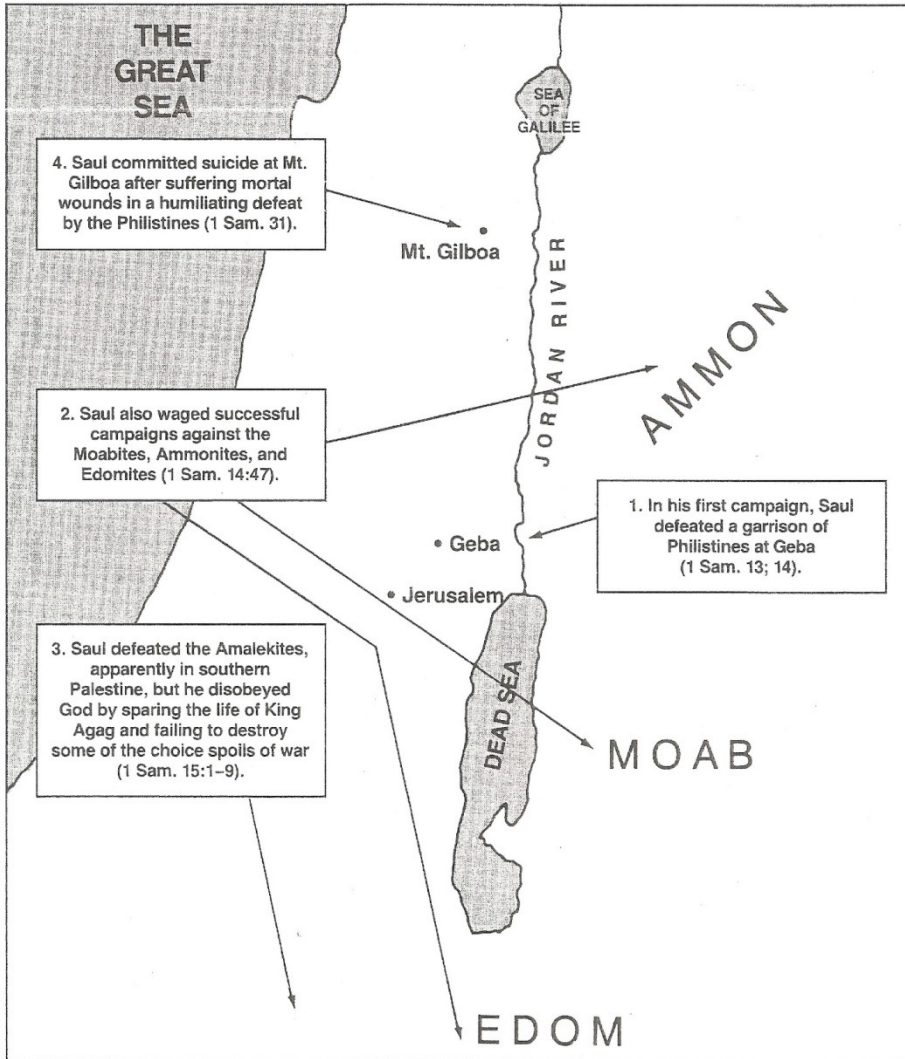 THE
GREAT
SEA
SEA
OF
GALILEE
4. Saul committed suicide at Mt.
Gilboa after suffering mortal
wounds in a humiliating defeat
by the Philistines (1 Sam. 31).
Mt. Gilboa
JORDAN RIVER
AMMON
2. Saul also waged successful
campaigns against the
Moabites, Ammonites, and
Edomites (1 Sam. 14:47).
1. In his first campaign, Saul
defeated a garrison of
Philistines at Geba
(1 Sam. 13; 14).
Geba
Jerusalem
3. Saul defeated the Amalekites,
apparently in southern
Palestine, but he disobeyed
God by sparing the life of King
Agag and failing to destroy
some of the choice spoils of war
(1 Sam. 15:1–9).
DEAD SEA
MOAB
EDOM